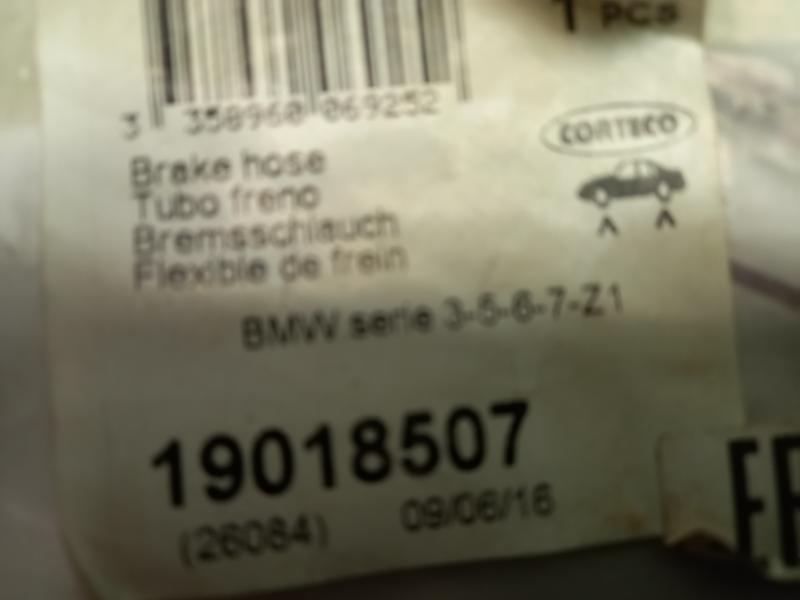 1 PCS
3 350960 069252
CORTECO
Brake hose
Tubo freno
Bremsschlauch
Flexible de frein
BMW serie 3-5-6-7-Z1
19018507
(26084) 09/06/16